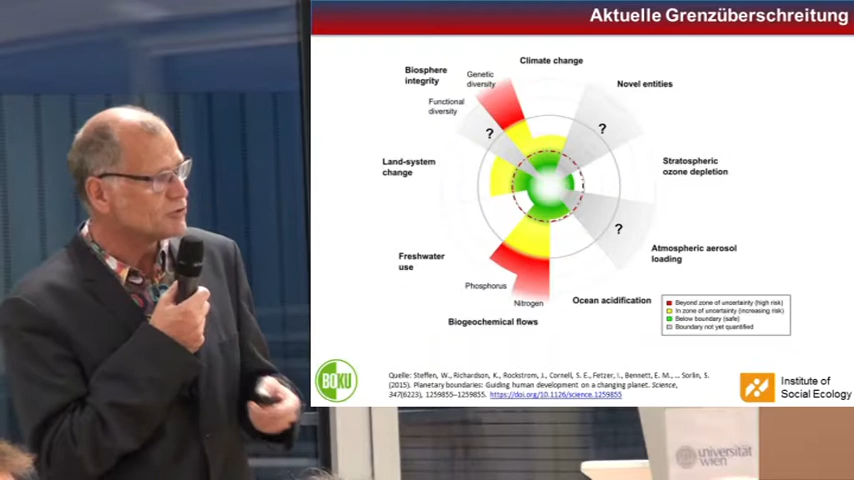 Aktuelle Grenzüberschreitung
Climate change
Biosphere
integrity
Genetic
diversity
Novel entities
Functional
diversity
?
?
Land-system
change
Stratospheric
ozone depletion
?
Freshwater
use
Atmospheric aerosol
loading
Phosphorus
Nitrogen
Ocean acidification
Biogeochemical flows
Beyond zone of uncertainty (high risk)
In zone of uncertainty (increasing risk)
Below boundary (safe)
Boundary not yet quantified
BOKU
Quelle: Steffen, W., Richardson, K., Rockstrom, J., Cornell, S. E., Fetzer, I., Bennett, E. M., ... Sorlin, S.
(2015). Planetary boundaries: Guiding human development on a changing planet. Science,
347(6223), 1259855–1259855. https://doi.org/10.1126/science.1259855
Institute of
Social Ecology
universität
wien